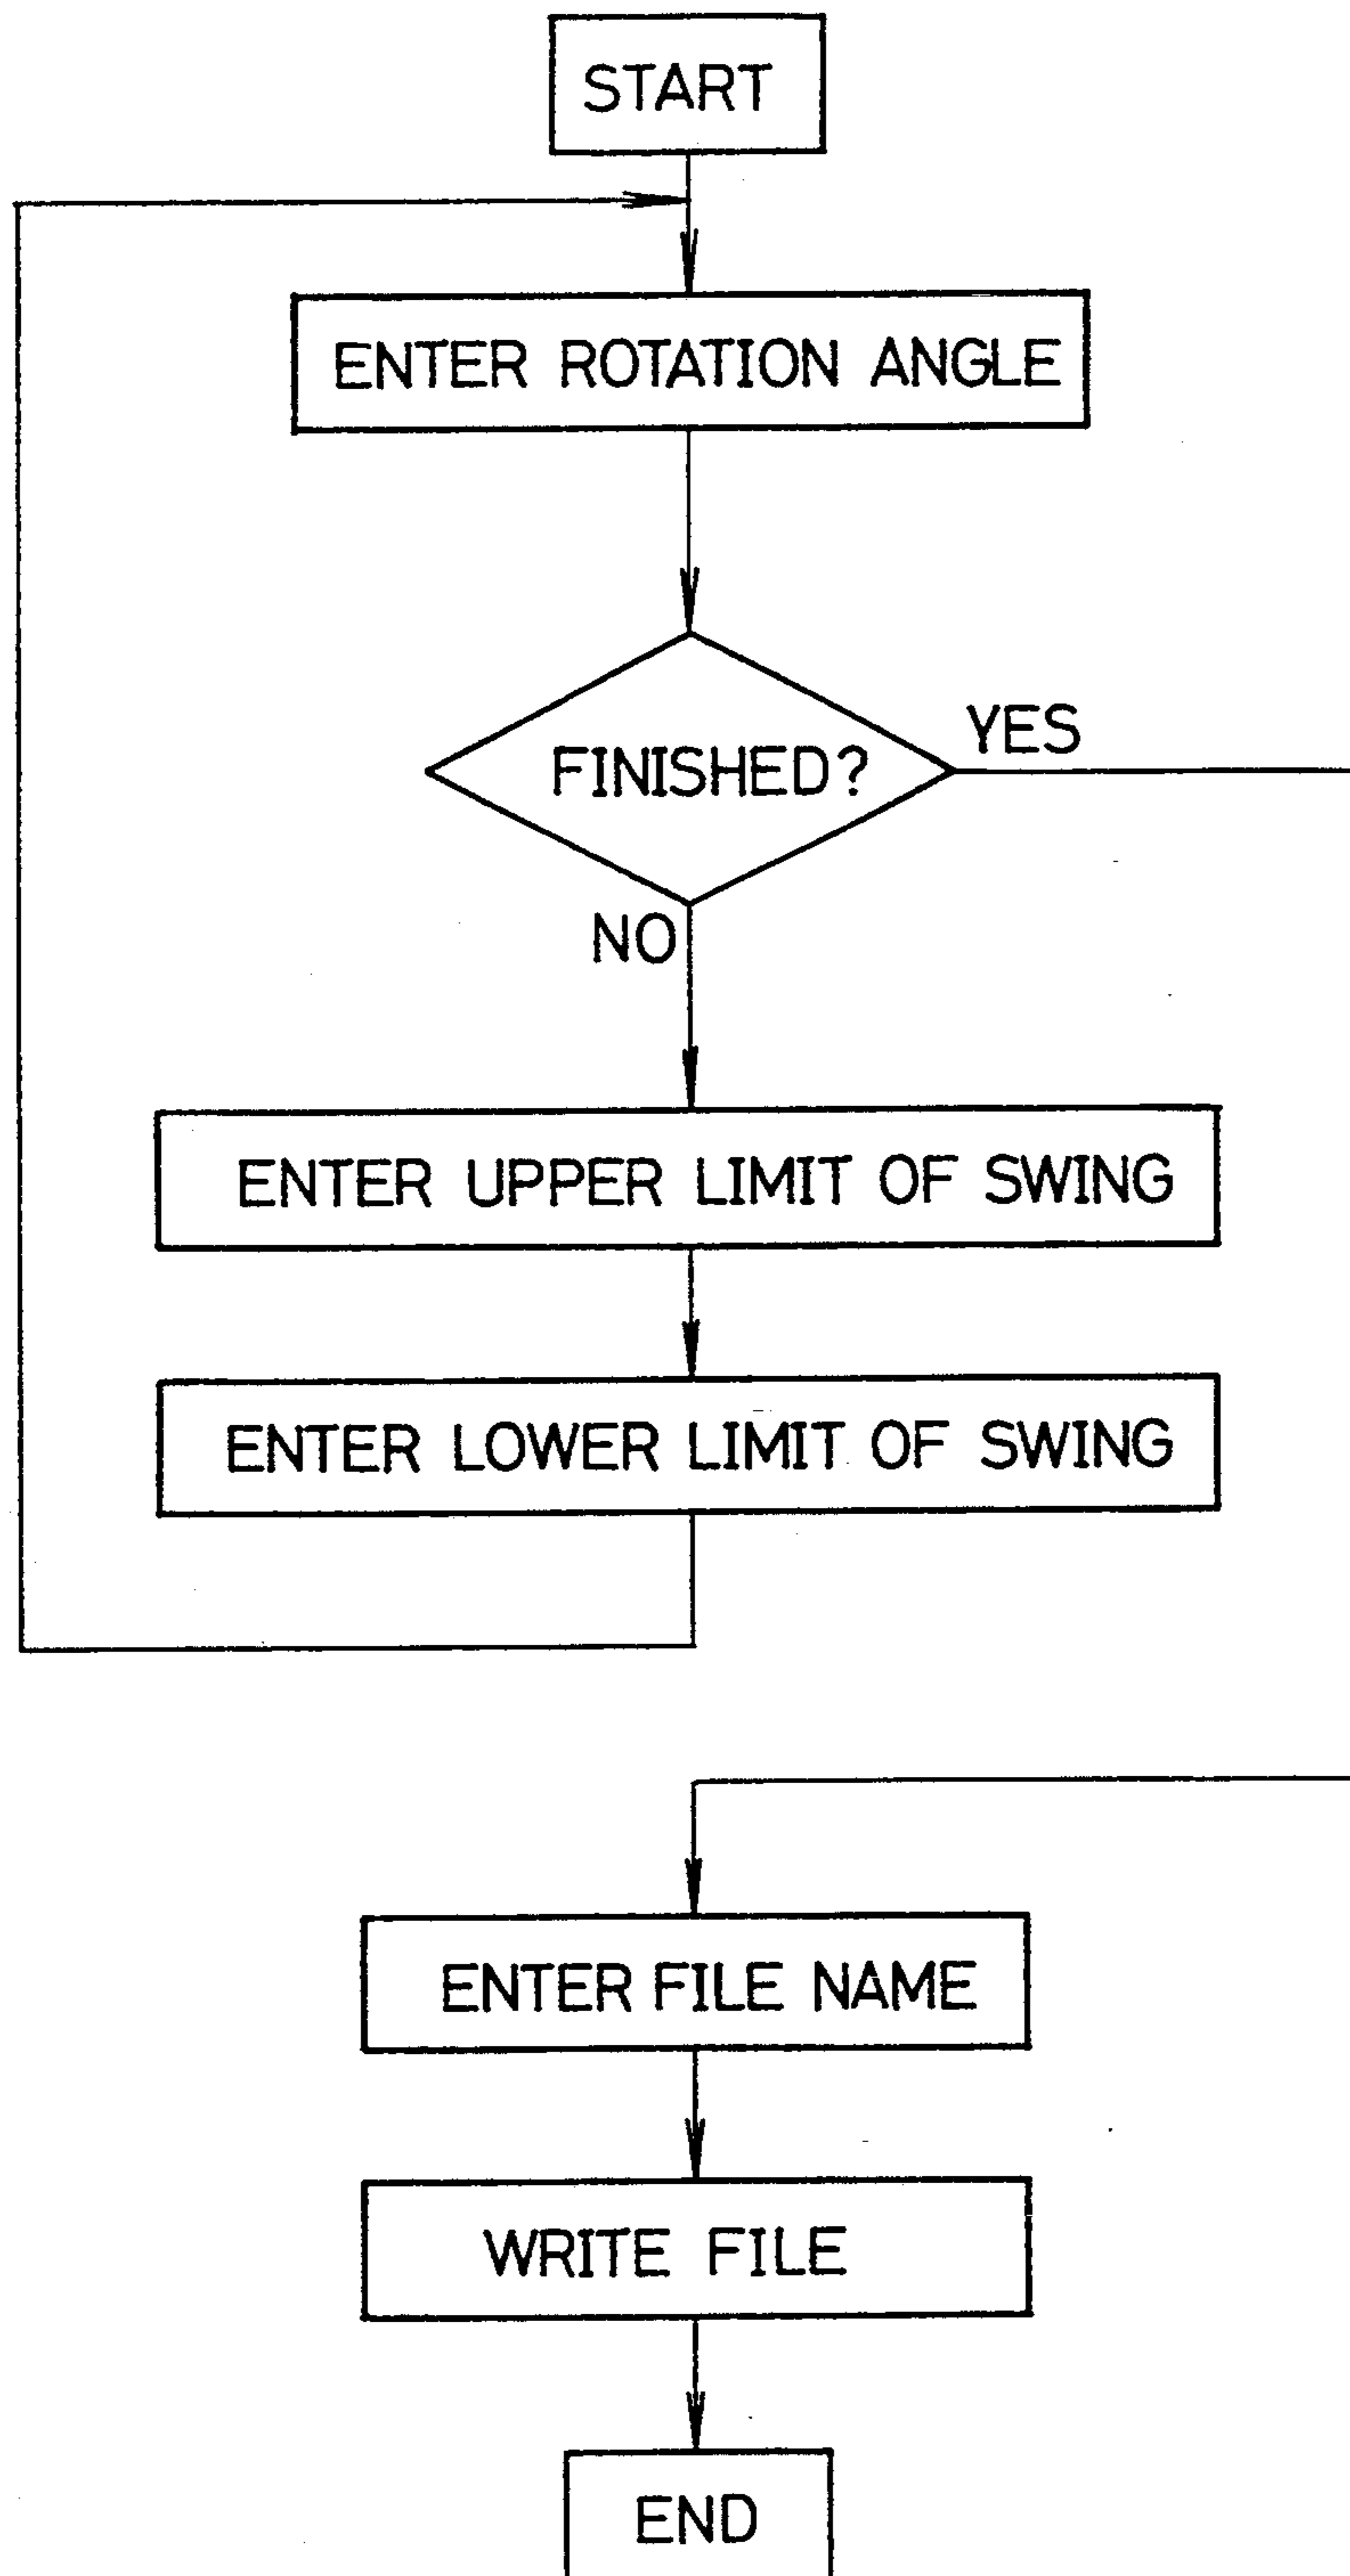 START
ENTER ROTATION ANGLE
FINISHED?
YES
NO
ENTER UPPER LIMIT OF SWING
ENTER LOWER LIMIT OF SWING
ENTER FILE NAME
WRITE FILE
END